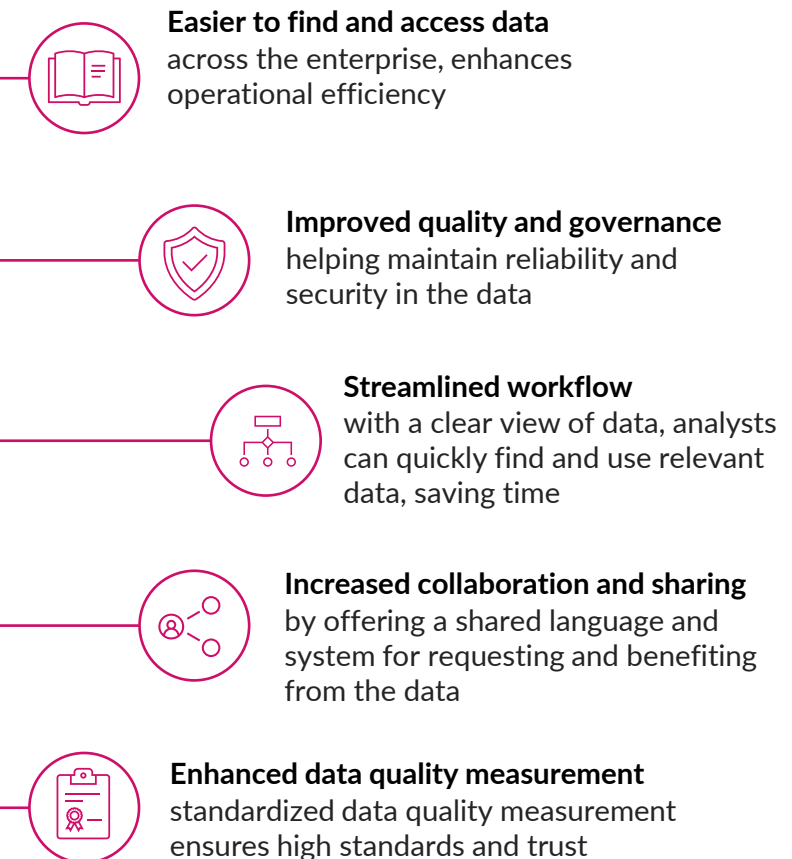 Easier to find and access data
across the enterprise, enhances
operational efficiency
Improved quality and governance
helping maintain reliability and
security in the data
Streamlined workflow
with a clear view of data, analysts
can quickly find and use relevant
data, saving time
Increased collaboration and sharing
by offering a shared language and
system for requesting and benefiting
from the data
Enhanced data quality measurement
standardized data quality measurement
ensures high standards and trust